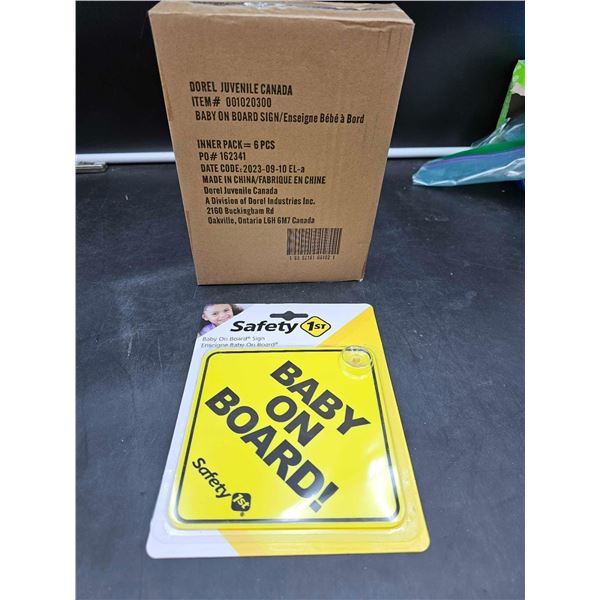 DOREL JUVENILE CANADA
ITEM# 001020300
BABY ON BOARD SIGN/Enseigne Bébé à Bord
INNER PACK= 6 PCS
PO# 162341
DATE CODE: 2023-09-10 EL-a
MADE IN CHINA/FABRIQUE EN CHINE
Dorel Juvenile Canada
A Division of Dorel Industries Inc.
2160 Buckingham Rd
Oakville, Ontario L6H 6M7 Canada
Safety 1ST
Baby On Board® Sign
Enseigne Baby On Board®
BABY
ON
BOARD!
Safety 1st®